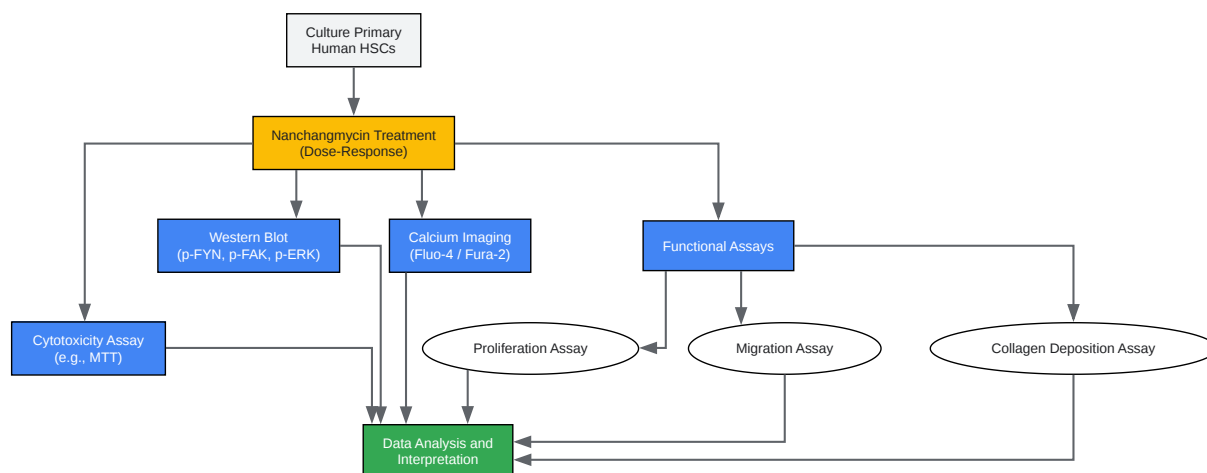 Culture Primary
Human HSCs
Nanchangmycin Treatment
(Dose-Response)
Western Blot
(p-FYN, p-FAK, p-ERK)
Calcium Imaging
(Fluo-4 / Fura-2)
Functional Assays
Cytotoxicity Assay
(e.g., MTT)
Proliferation Assay
Migration Assay
Collagen Deposition Assay
Data Analysis and
Interpretation